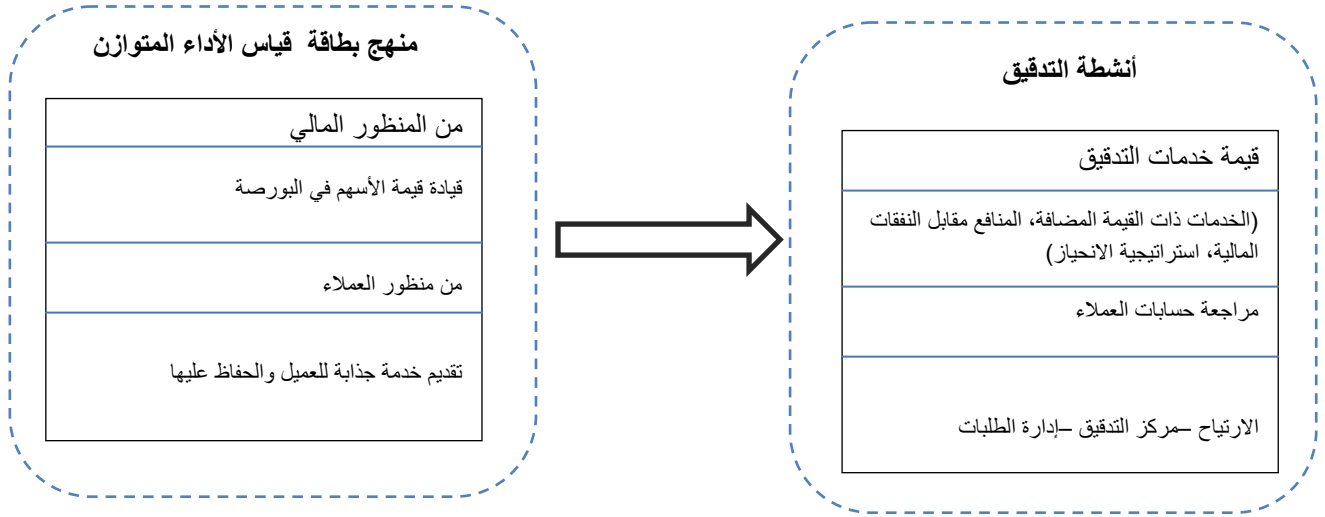 منهج بطاقة قياس الأداء المتوازن
من المنظور المالي
قيادة قيمة الأسهم في البورصة
من منظور العملاء
تقديم خدمة جذابة للعميل والحفاظ عليها
أنشطة التدقيق
قيمة خدمات التدقيق
(الخدمات ذات القيمة المضافة، المنافع مقابل النفقات
المالية، استراتيجية الانحياز)
مراجعة حسابات العملاء
الارتياح –مركز التدقيق –إدارة الطلبات